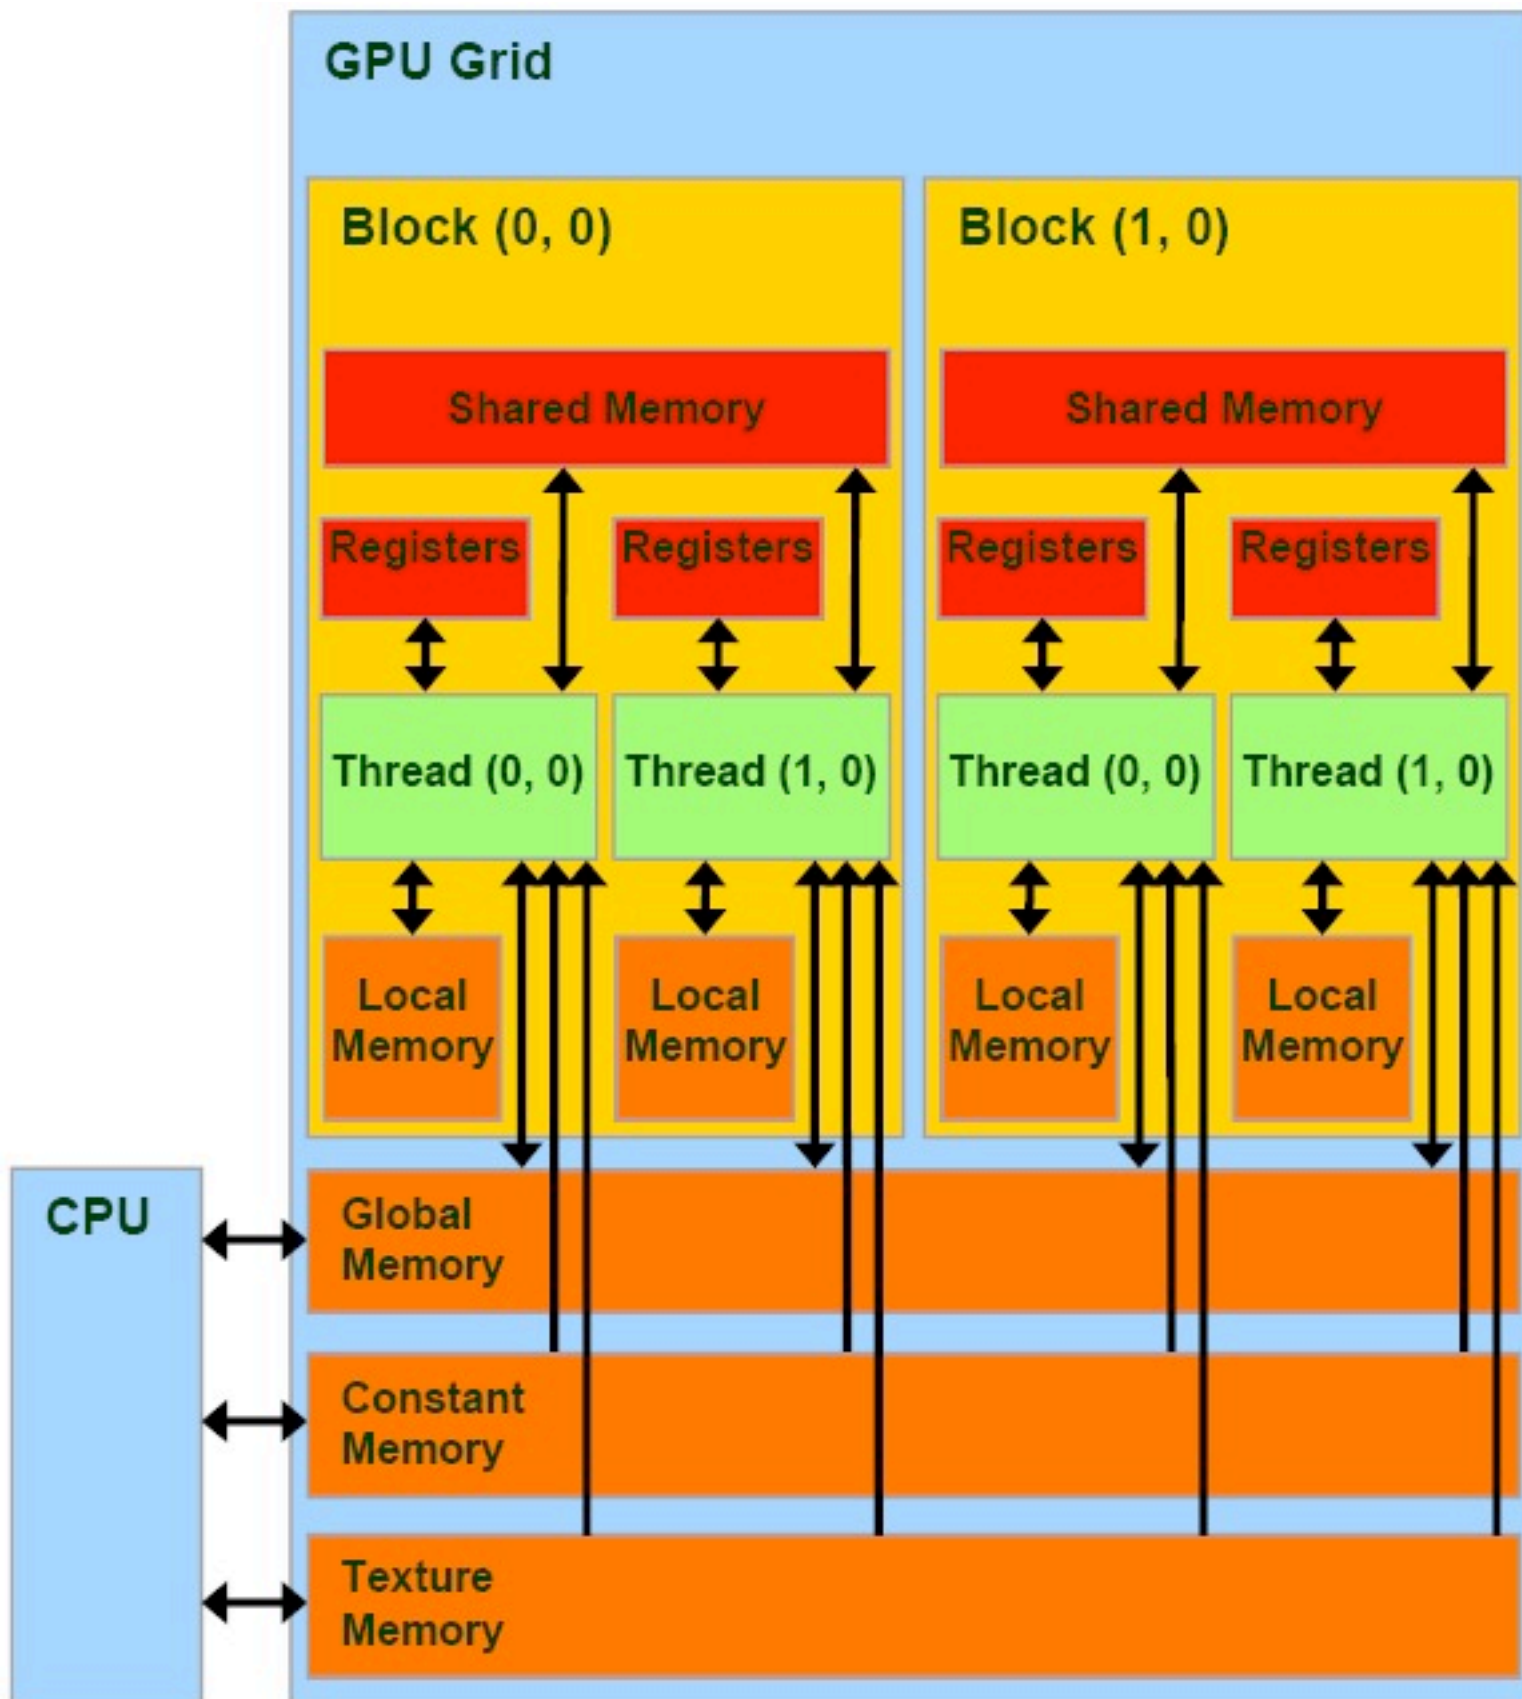 GPU Grid
Block (0, 0)
Block (1, 0)
Shared Memory
Shared Memory
Registers
Registers
Registers
Registers
Thread (0, 0)
Thread (1, 0)
Thread (0, 0)
Thread (1, 0)
Local
Memory
Local
Memory
Local
Memory
Local
Memory
CPU
Global
Memory
Constant
Memory
Texture
Memory